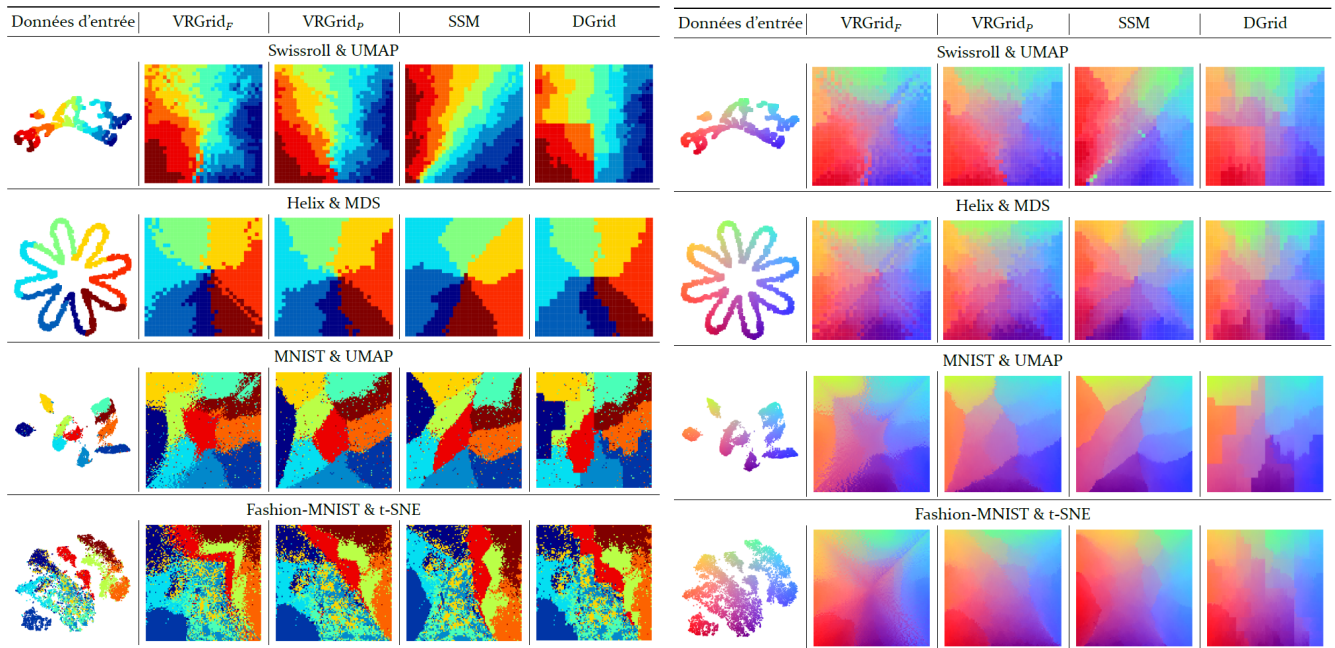 Données d'entrée VRGrid_F VRGrid_P SSM DGrid
Swissroll & UMAP
Helix & MDS
MNIST & UMAP
Fashion-MNIST & t-SNE
Données d'entrée VRGrid_F VRGrid_P SSM DGrid
Swissroll & UMAP
Helix & MDS
MNIST & UMAP
Fashion-MNIST & t-SNE